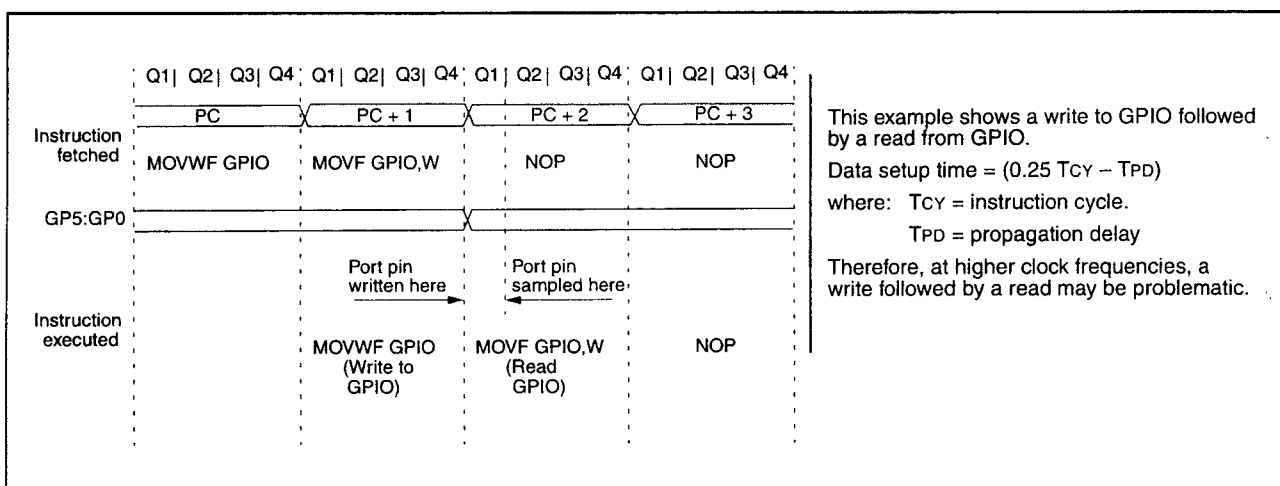 Q1| Q2| Q3| Q4 Q1| Q2| Q3| Q4 Q1| Q2| Q3| Q4 Q1| Q2| Q3| Q4
PC PC + 1 PC + 2 PC + 3
Instruction
fetched
MOVWF GPIO MOVF GPIO,W NOP NOP
GP5:GP0
Port pin
written here
Port pin
sampled here
Instruction
executed
MOVWF GPIO
(Write to
GPIO)
MOVF GPIO,W
(Read
GPIO)
NOP
This example shows a write to GPIO followed
by a read from GPIO.
Data setup time = (0.25 TCY – TPD)
where: TCY = instruction cycle.
TPD = propagation delay
Therefore, at higher clock frequencies, a
write followed by a read may be problematic.